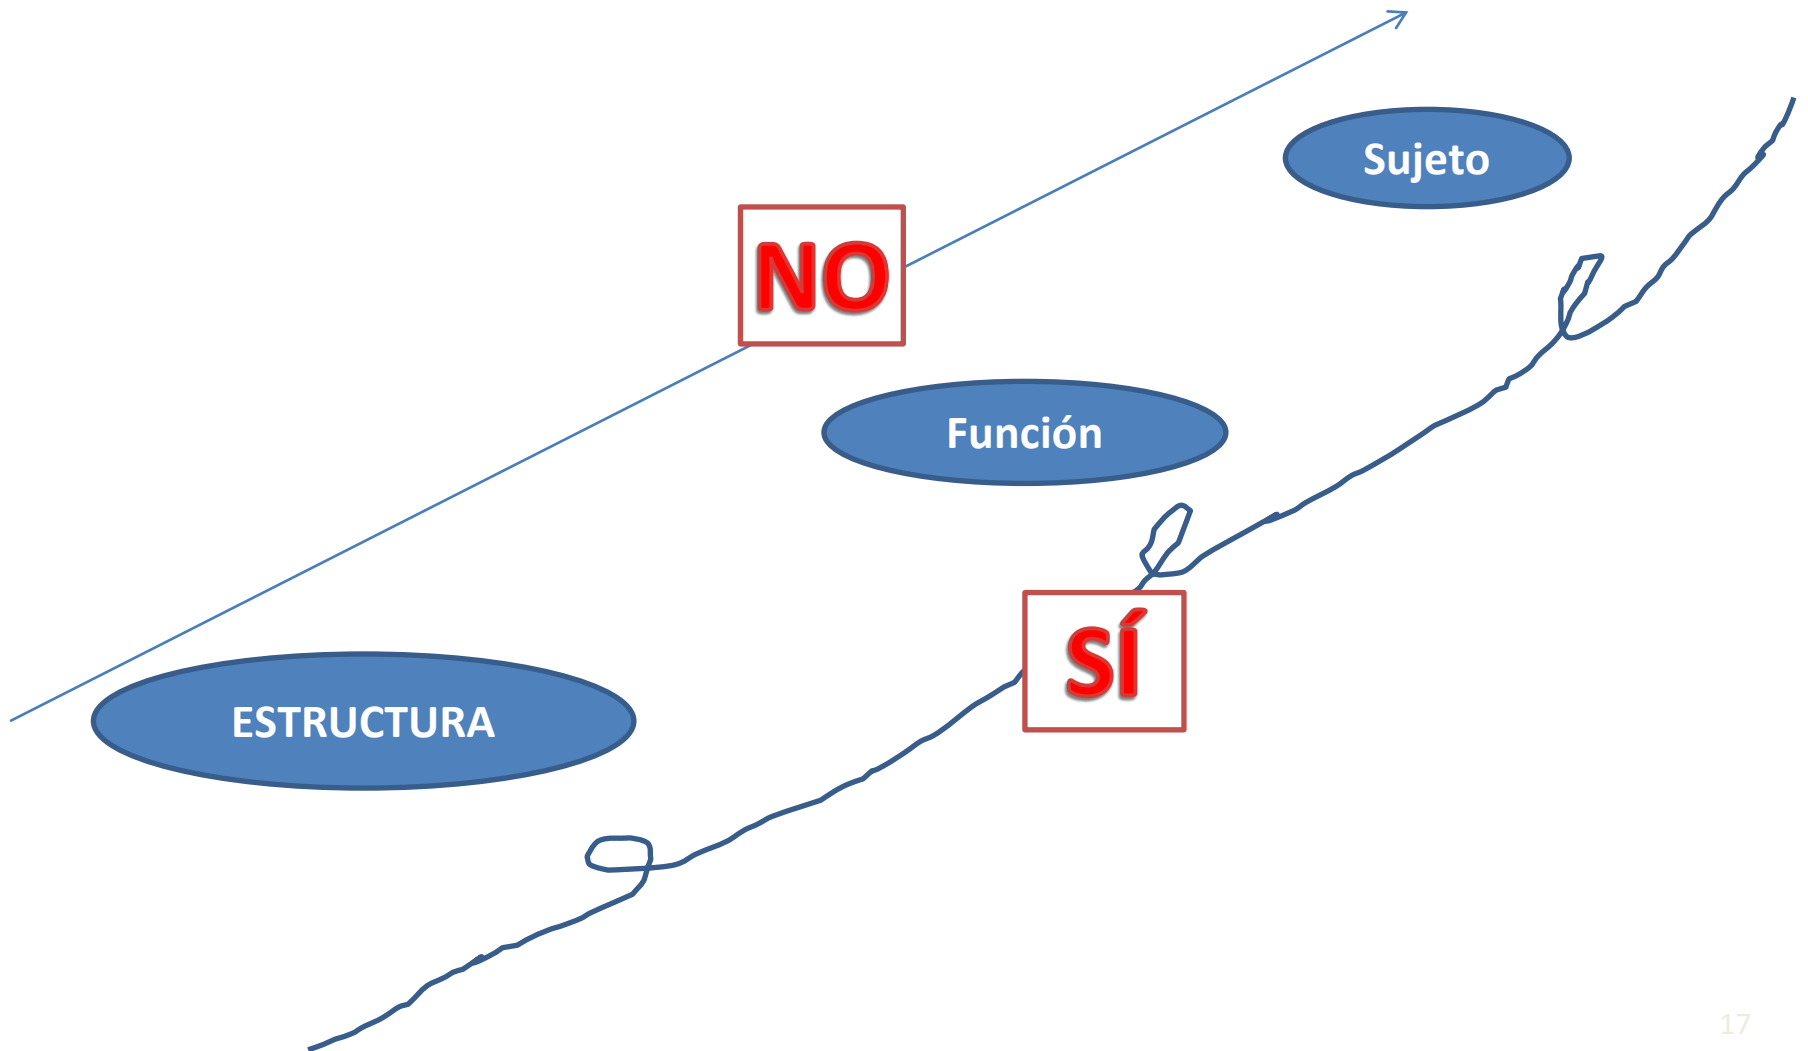 Sujeto
NO
Función
SÍ
ESTRUCTURA
17